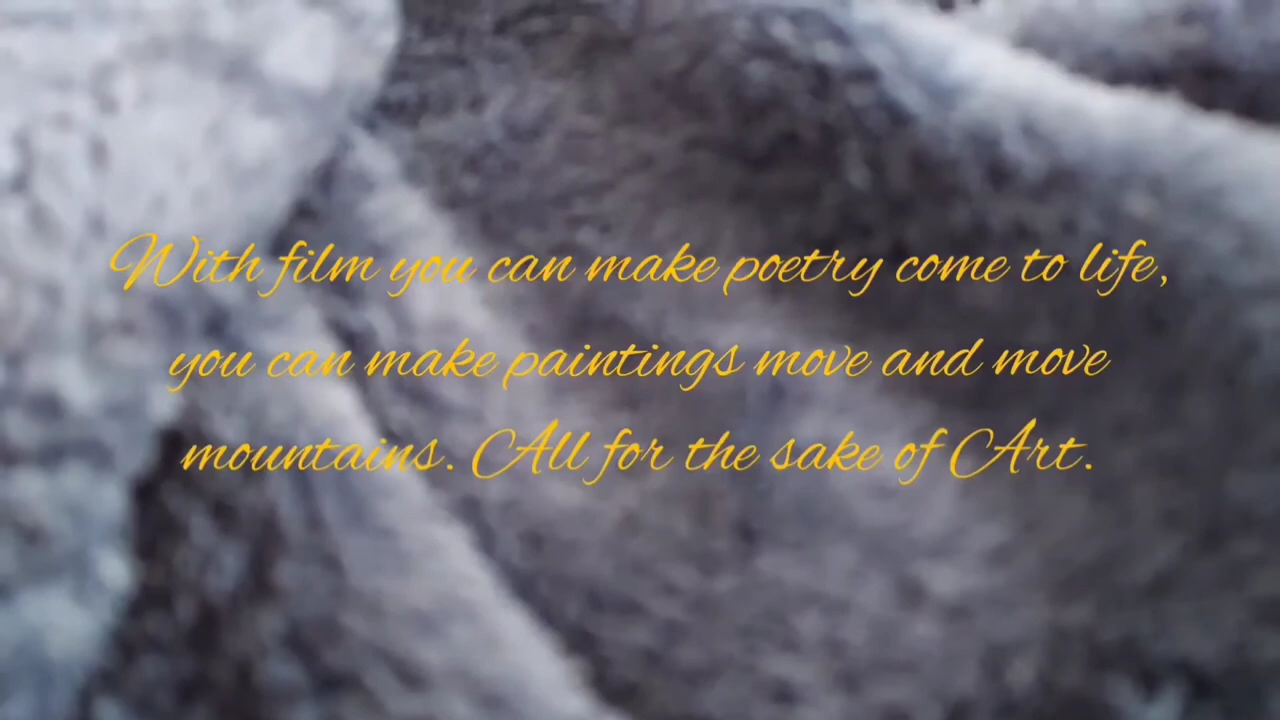 With film you can make poetry come to life,
you can make paintings move and move
mountains. All for the sake of Art.